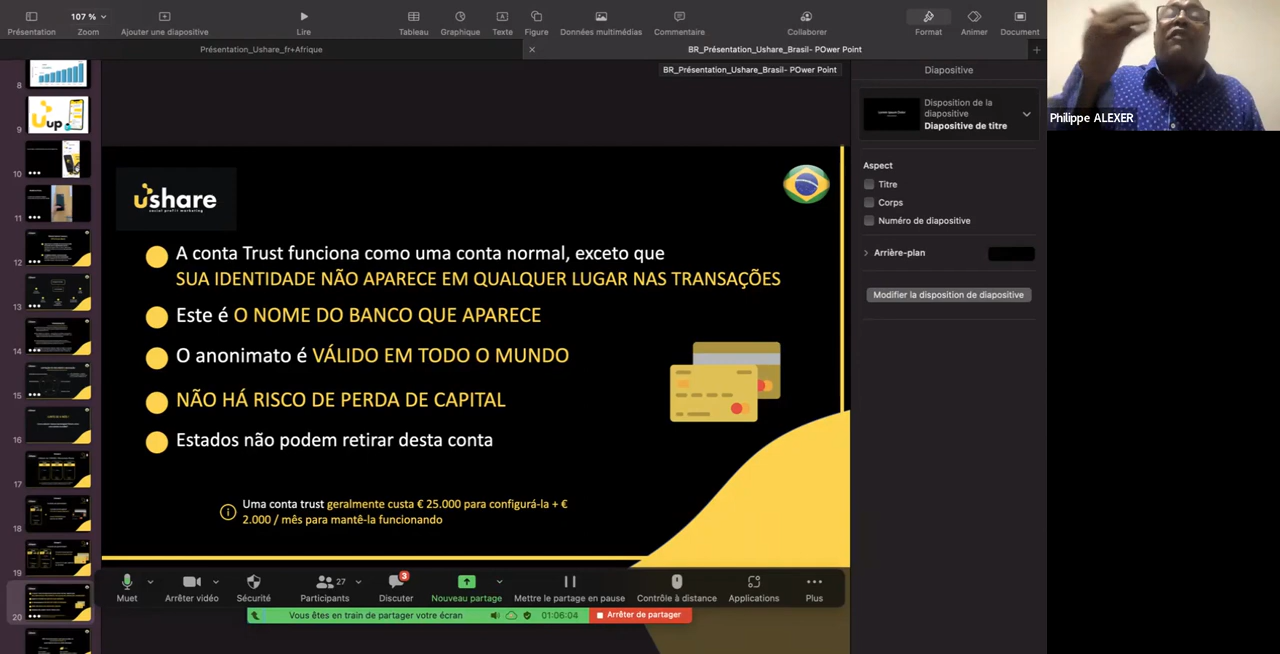 107 %
Présentation
Zoom
Ajouter une diapositive
Lire
Tableau
Graphique
Texte
Figure
Données multimédias
Commentaire
Collaborer
Format
Animer
Document
Présentation_Ushare_fr+Afrique
BR_Présentation_Ushare_Brasil- POwer Point
BR_Présentation_Ushare_Brasil- POwer Point
Diapositive
Disposition de la
diapositive
Diapositive de titre
Aspect
Titre
Corps
Numéro de diapositive
Arrière-plan
Modifier la disposition de diapositive
Philippe ALEXER
8
9
up
10
11
12
13
14
15
16
17
18
19
20
ushare
social profit marketing
A conta Trust funciona como uma conta normal, exceto que
SUA IDENTIDADE NÃO APARECE EM QUALQUER LUGAR NAS TRANSAÇÕES
Este é O NOME DO BANCO QUE APARECE
O anonimato é VÁLIDO EM TODO O MUNDO
NÃO HÁ RISCO DE PERDA DE CAPITAL
Estados não podem retirar desta conta
Uma conta trust geralmente custa € 25.000 para configurá-la + €
2.000 / mês para mantê-la funcionando
Muet
Arrêter vidéo
Sécurité
27
Participants
3
Discuter
Nouveau partage
Mettre le partage en pause
Contrôle à distance
Applications
Plus
Vous êtes en train de partager votre écran
01:06:04
Arrêter de partager